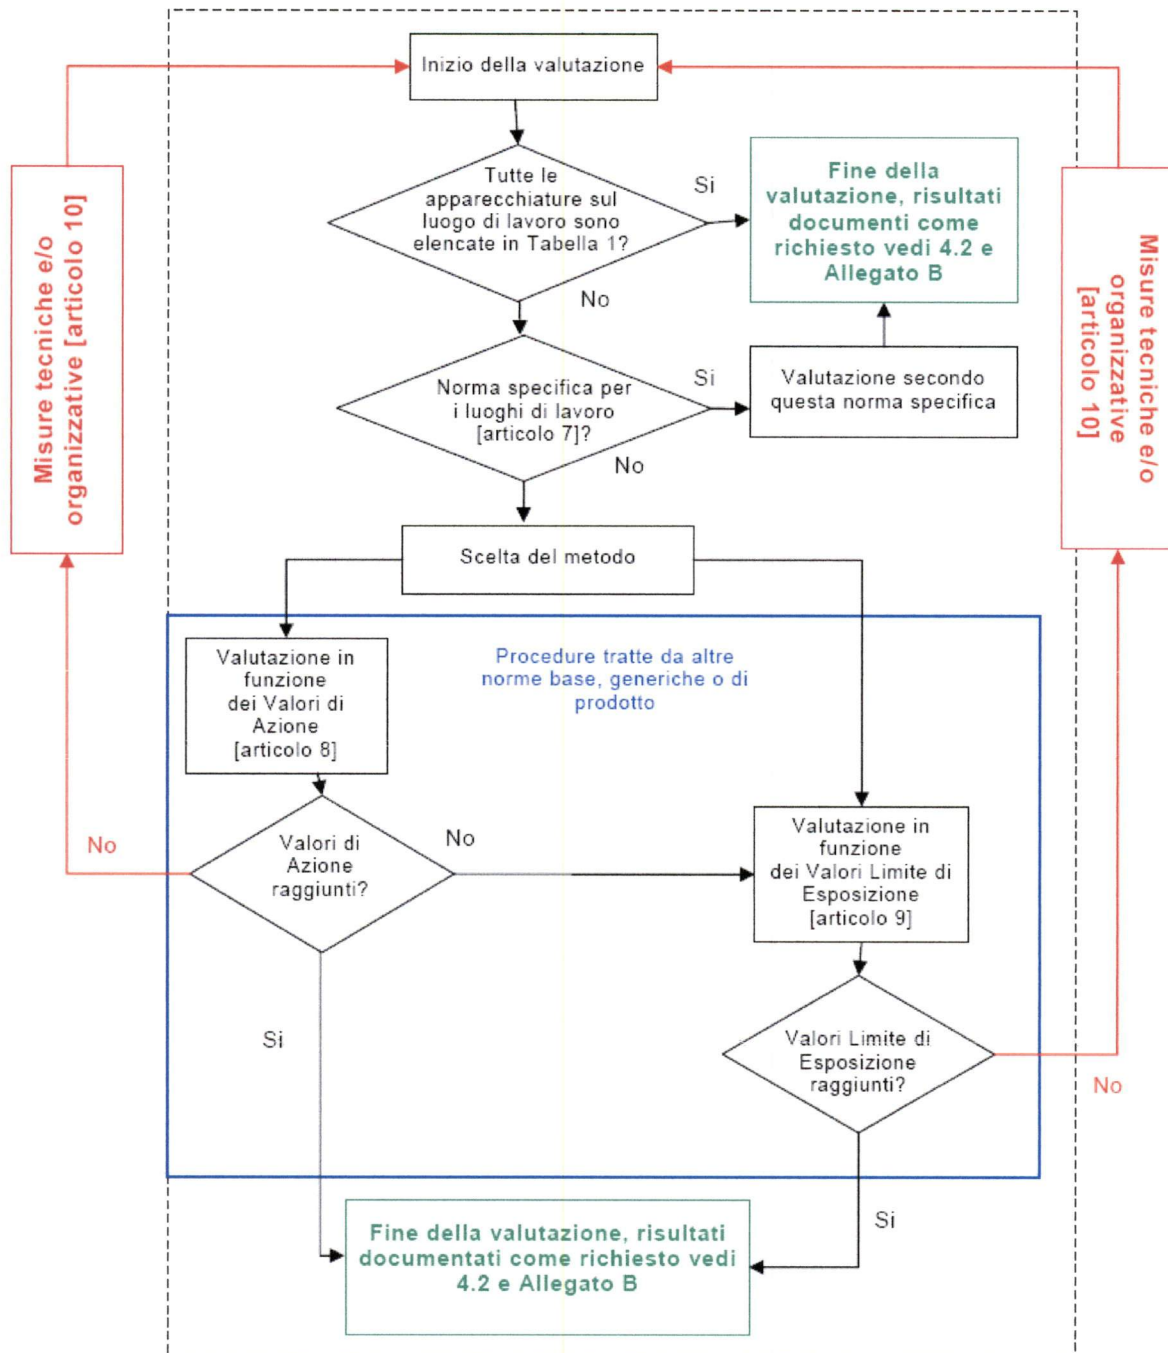 Inizio della valutazione
Tutte le
apparecchiature sul
luogo di lavoro sono
elencate in Tabella 1?
Si
Fine della
valutazione, risultati
documenti come
richiesto vedi 4.2 e
Allegato B
No
Norma specifica per
i luoghi di lavoro
[articolo 7]?
Si
Valutazione secondo
questa norma specifica
No
Misure tecniche e/o
organizzative [articolo 10]
Misure tecniche e/o
organizzative
[articolo 10]
Scelta del metodo
Valutazione in
funzione
dei Valori di
Azione
[articolo 8]
Procedure tratte da altre
norme base, generiche o di
prodotto
No
Valori di
Azione
raggiunti?
No
Valutazione in
funzione
dei Valori Limite di
Esposizione
[articolo 9]
Si
Valori Limite di
Esposizione
raggiunti?
No
Si
Fine della valutazione, risultati
documentati come richiesto vedi
4.2 e Allegato B